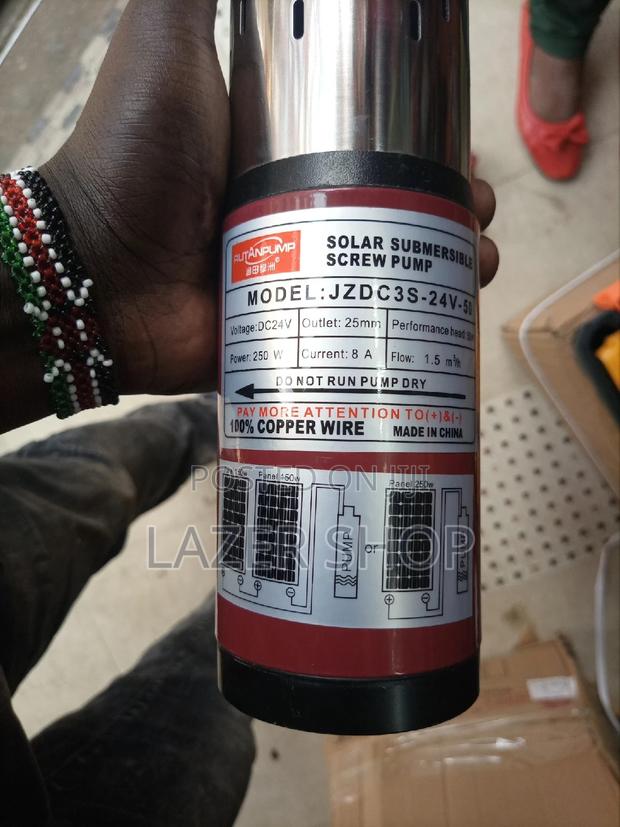 RUTANPUMP
SOLAR SUBMERSIBLE
SCREW PUMP
MODEL:JZDC3S-24V-50
Voltage:DC24V Outlet: 25mm Performance head:
Power: 250 W Current: 8 A Flow: 1.5 m³/h
DO NOT RUN PUMP DRY
PAY MORE ATTENTION TO(+)&(-)
100% COPPER WIRE MADE IN CHINA
POSTED ON JIJI
Panel 150w Panel 250w
LAZER SHOP
PUMP or